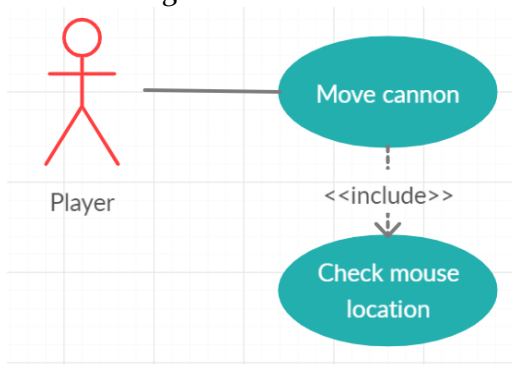 Move cannon
Player
<<include>>
Check mouse
location